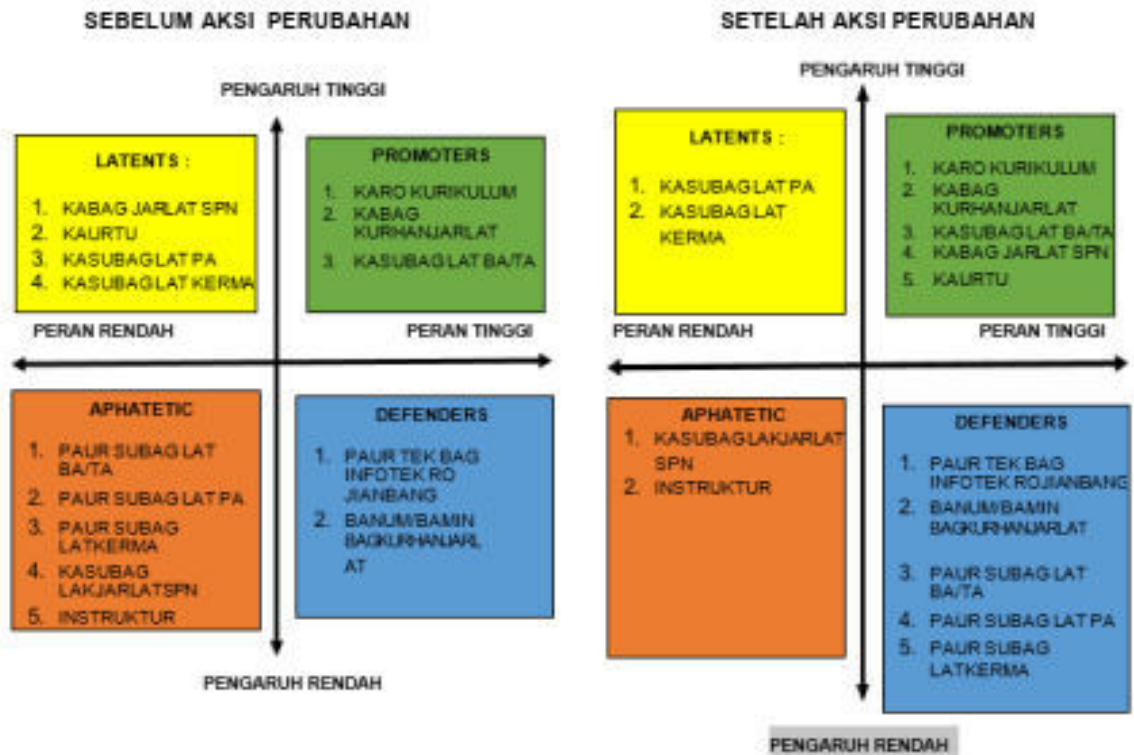 SEBELUM AKSI PERUBAHAN
PENGARUH TINGGI
LATENTS :
1. KABAG JARLAT SPN
2. KAURTU
3. KASUBAG LAT PA
4. KASUBAG LAT KERMA
PROMOTERS
1. KARO KURIKULUM
2. KABAG
KURHANJARLAT
3. KASUBAG LAT BA/TA
PERAN RENDAH
PERAN TINGGI
APHATETIC
1. PAUR SUBAG LAT
BA/TA
2. PAUR SUBAG LAT PA
3. PAUR SUBAG
LATKERMA
4. KASUBAG
LAKJARLATSPN
5. INSTRUKTUR
DEFENDERS
1. PAUR TEK BAG
INFOTEK RO
JIANBANG
2. BANUM/BAMIN
BAGKURHANJARL
AT
PENGARUH RENDAH
SETELAH AKSI PERUBAHAN
PENGARUH TINGGI
LATENTS :
1. KASUBAG LAT PA
2. KASUBAG LAT
KERMA
PROMOTERS
1. KARO KURIKULUM
2. KABAG
KURHANJARLAT
3. KASUBAG LAT BA/TA
4. KABAG JARLAT SPN
5. KAURTU
PERAN RENDAH
PERAN TINGGI
APHATETIC
1. KASUBAG LAKJARLAT
SPN
2. INSTRUKTUR
DEFENDERS
1. PAUR TEK BAG
INFOTEK ROJIANBANG
2. BANUM/BAMIN
BAGKURHANJARLAT
3. PAUR SUBAG LAT
BA/TA
4. PAUR SUBAG LAT PA
5. PAUR SUBAG
LATKERMA
PENGARUH RENDAH